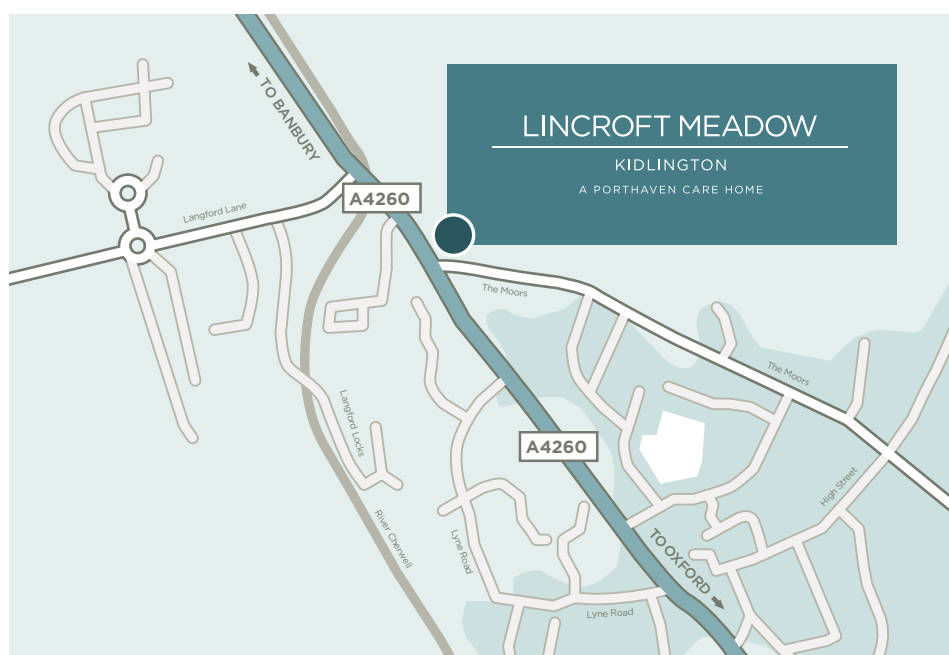 TO BANBURY
LINCROFT MEADOW
KIDLINGTON
A PORTHAVEN CARE HOME
A4260
Langford Lane
The Moors
The Moors
Langford Locks
A4260
High Street
River Cherwell
Lyne Road
TO OXFORD
Lyne Road